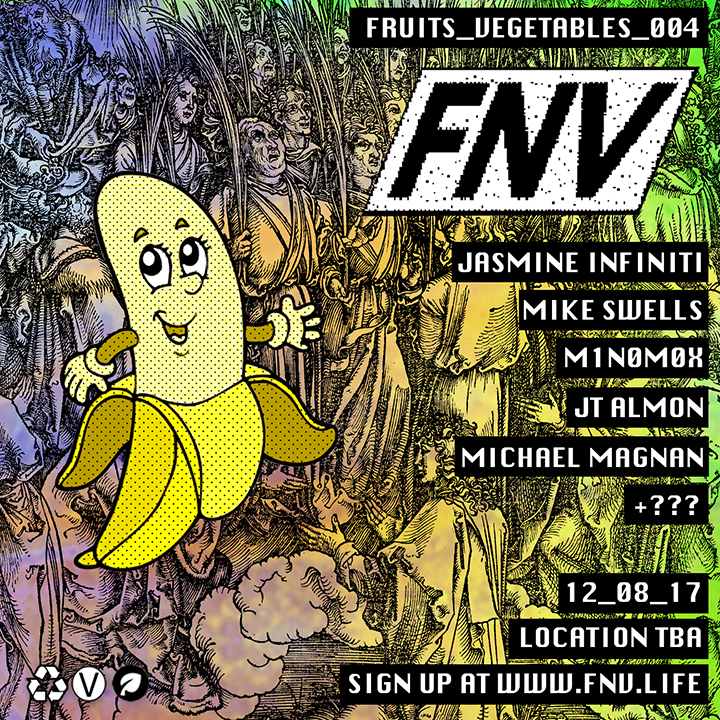 FRUITS_VEGETABLES_004
FNV
JASMINE INFINITI
MIKE SWELLS
M1N0M0X
JT ALMON
MICHAEL MAGNAN
+???
12_08_17
LOCATION TBA
V
SIGN UP AT WWW.FNV.LIFE